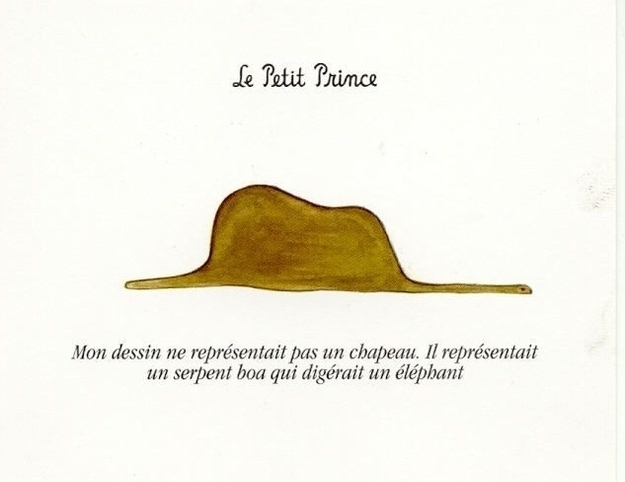 Le Petit Prince
Mon dessin ne représentait pas un chapeau. Il représentait
un serpent boa qui digérait un éléphant